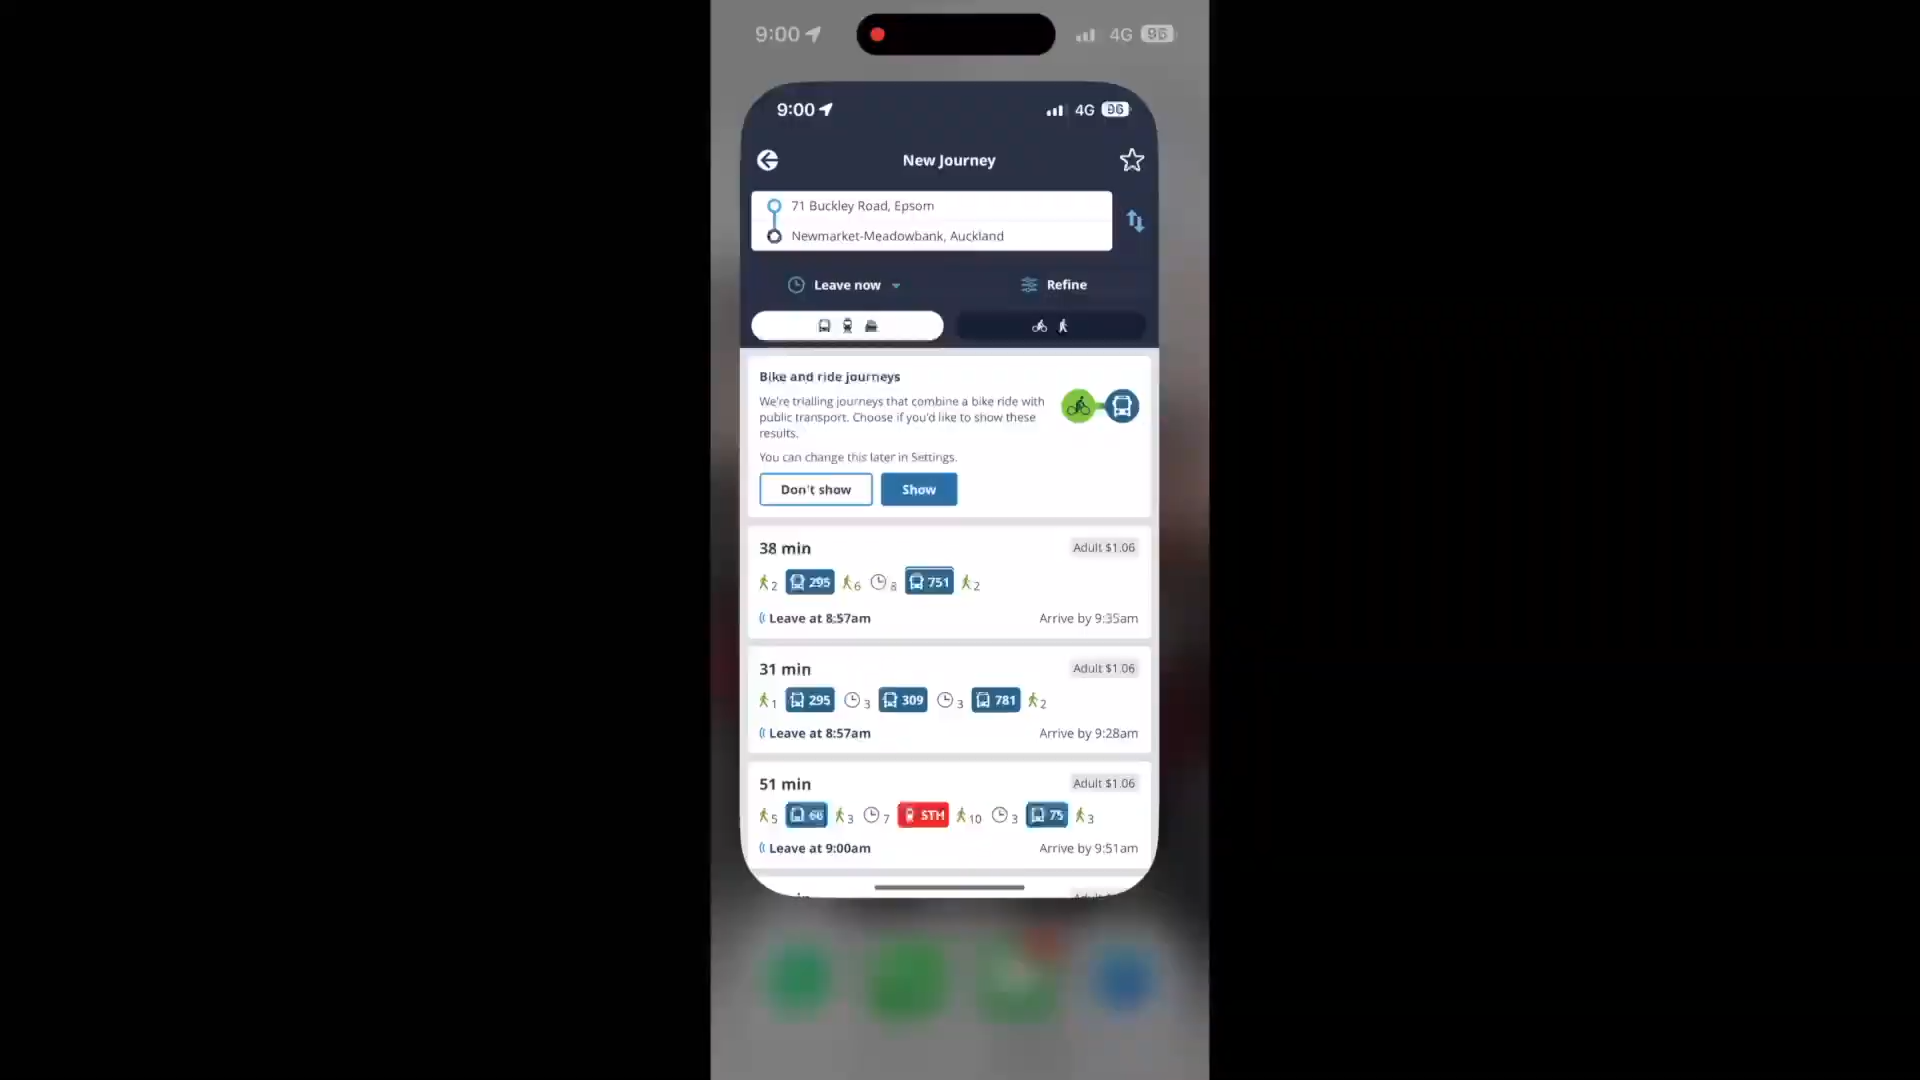 9:00 4G 96
9:00 4G 96
New Journey
71 Buckley Road, Epsom
Newmarket-Meadowbank, Auckland
Leave now Refine
Bike and ride journeys
We're trialling journeys that combine a bike ride with
public transport. Choose if you'd like to show these
results.
You can change this later in Settings.
Don't show Show
38 min Adult $1.06
2 295 6 8 751 2
Leave at 8:57am Arrive by 9:35am
31 min Adult $1.06
1 295 3 309 3 781 2
Leave at 8:57am Arrive by 9:28am
51 min Adult $1.06
5 66 3 7 STH 10 3 75 3
Leave at 9:00am Arrive by 9:51am